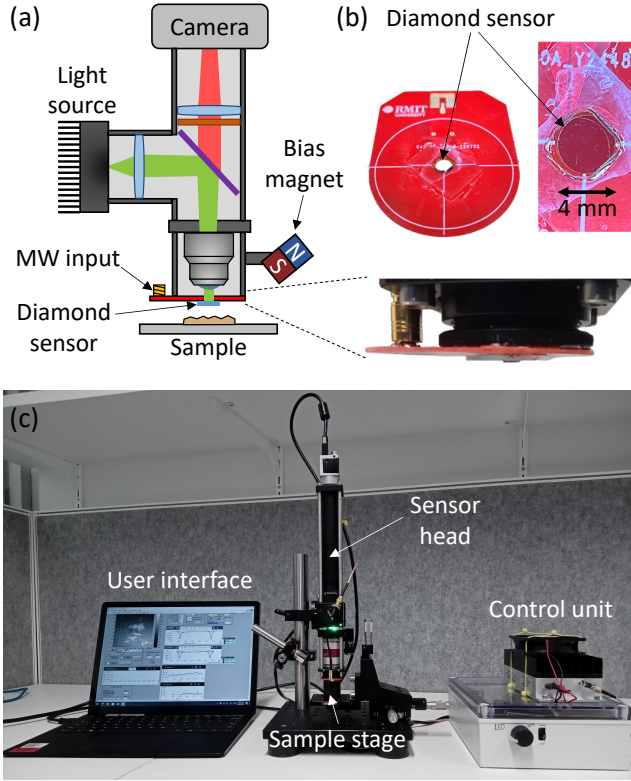 (a)
Camera
Light
source
Bias
magnet
N
S
MW input
Diamond
sensor
Sample
(b)
Diamond sensor
RMIT
UNIVERSITY
OA_Y2448
4 mm
(c)
Sensor
head
User interface
Control unit
Sample stage